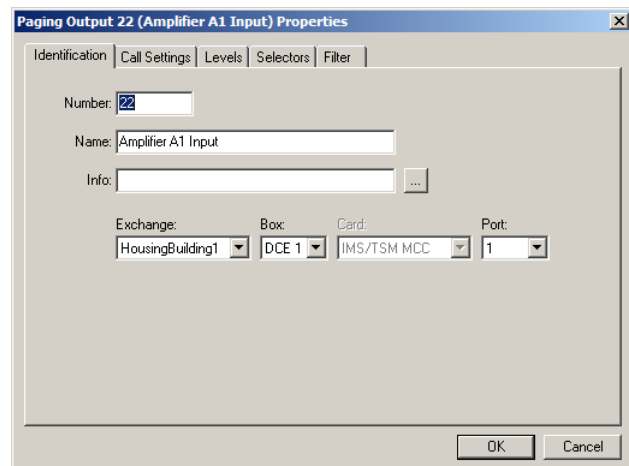 Paging Output 22 (Amplifier A1 Input) Properties
Identification Call Settings Levels Selectors Filter
Number: 22
Name: Amplifier A1 Input
Info: ...
Exchange: Box: Card: Port:
HousingBuilding1 DCE 1 IMS/TSM MCC 1
OK Cancel